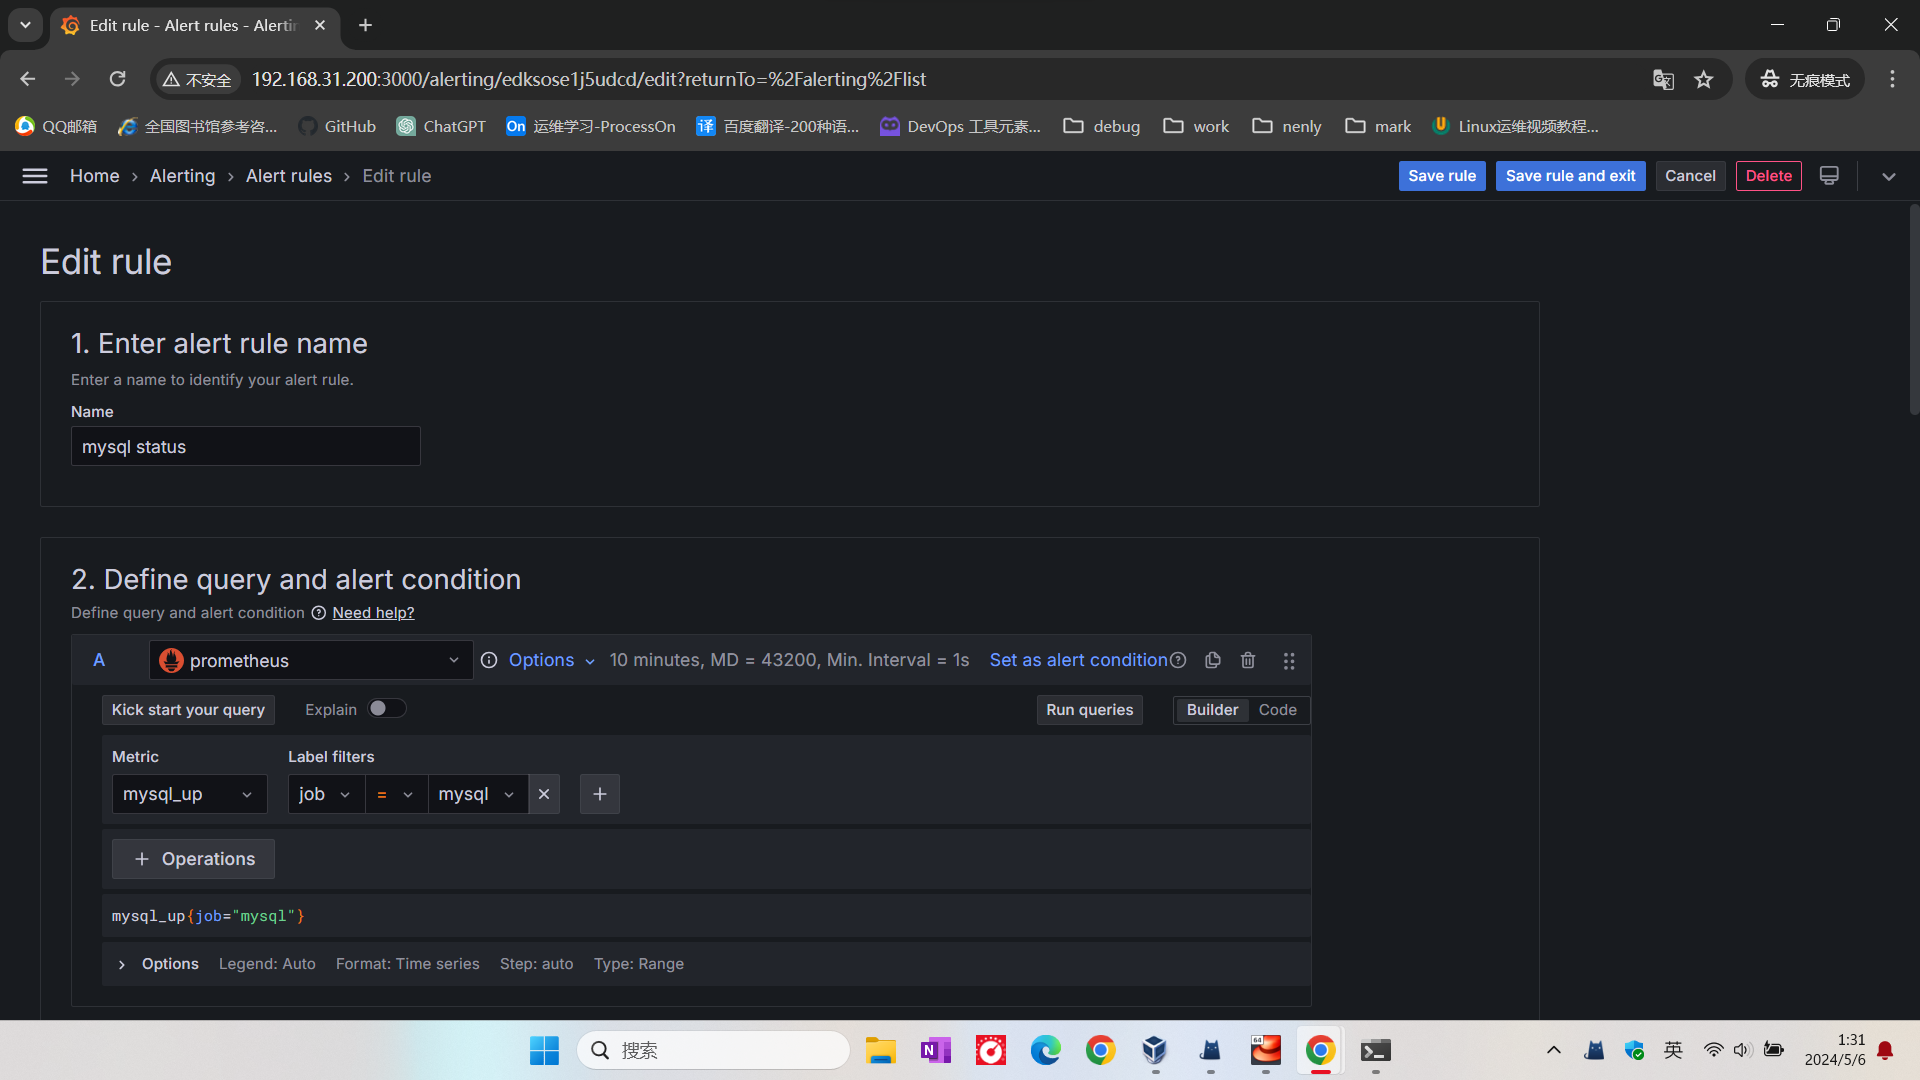 Edit rule - Alert rules - Alertin
不安全
192.168.31.200:3000/alerting/edksose1j5udcd/edit?returnTo=%2Falerting%2Flist
无痕模式
QQ邮箱
全国图书馆参考咨...
GitHub
ChatGPT
On
运维学习-ProcessOn
译
百度翻译-200种语...
DevOps 工具元素...
debug
work
nenly
mark
Linux运维视频教程...
Home › Alerting › Alert rules › Edit rule
Save rule
Save rule and exit
Cancel
Delete
Edit rule
1. Enter alert rule name
Enter a name to identify your alert rule.
Name
mysql status
2. Define query and alert condition
Define query and alert condition Need help?
A
prometheus
Options
10 minutes, MD = 43200, Min. Interval = 1s
Set as alert condition
Kick start your query
Explain
Run queries
Builder
Code
Metric
Label filters
mysql_up
job
=
mysql
+ Operations
mysql_up{job="mysql"}
Options Legend: Auto Format: Time series Step: auto Type: Range
搜索
N
64
英
1:31
2024/5/6